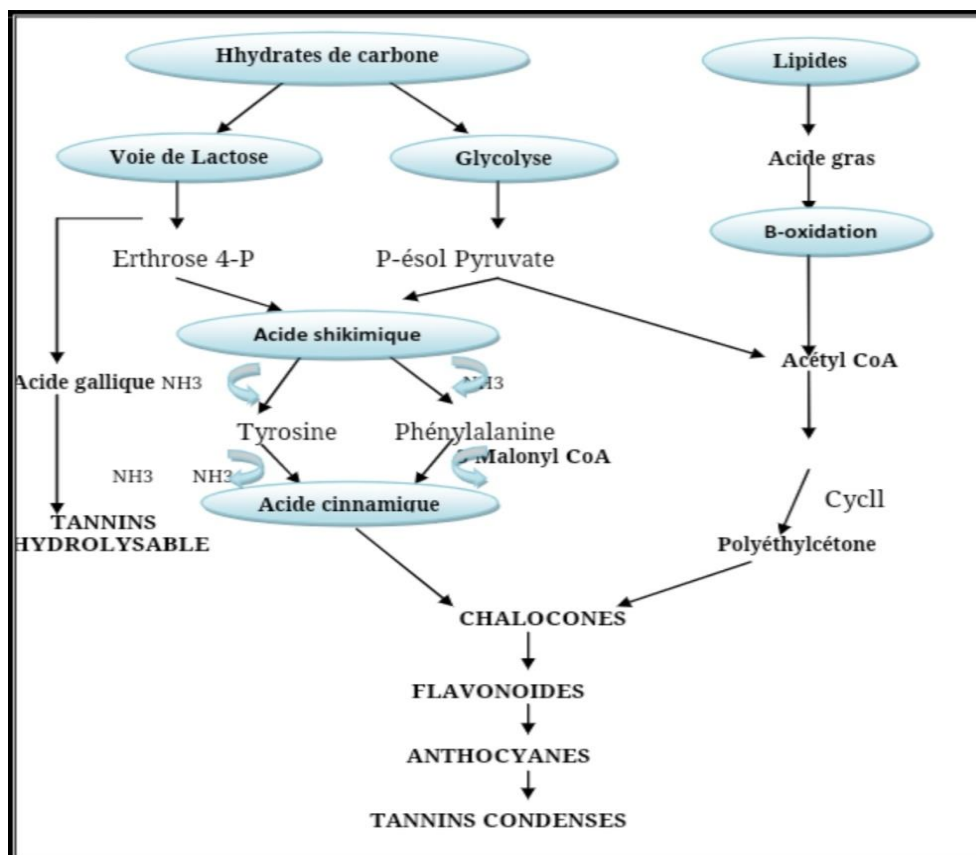 Hhydrates de carbone
Lipides
Voie de Lactose
Glycolyse
Acide gras
B-oxidation
Erthrose 4-P
P-ésol Pyruvate
Acide shikimique
Acétyl CoA
Acide gallique NH3
NH3
Tyrosine
Phénylalanine
3 Malonyl CoA
NH3
NH3
Acide cinnamique
Cycll
TANNINS
HYDROLYSABLE
Polyéthylcétone
CHALOCONES
FLAVONOIDES
ANTHOCYANES
TANNINS CONDENSES